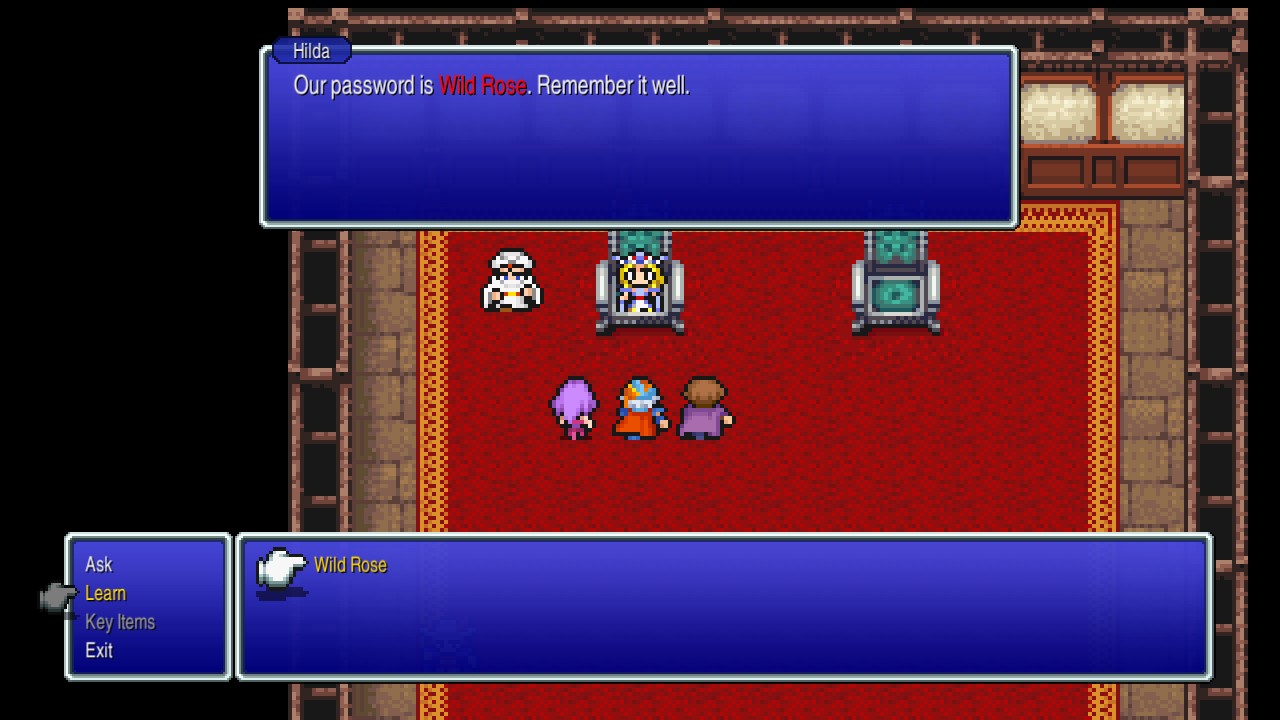 Hilda
Our password is Wild Rose. Remember it well.
Ask
Learn
Key Items
Exit
Wild Rose